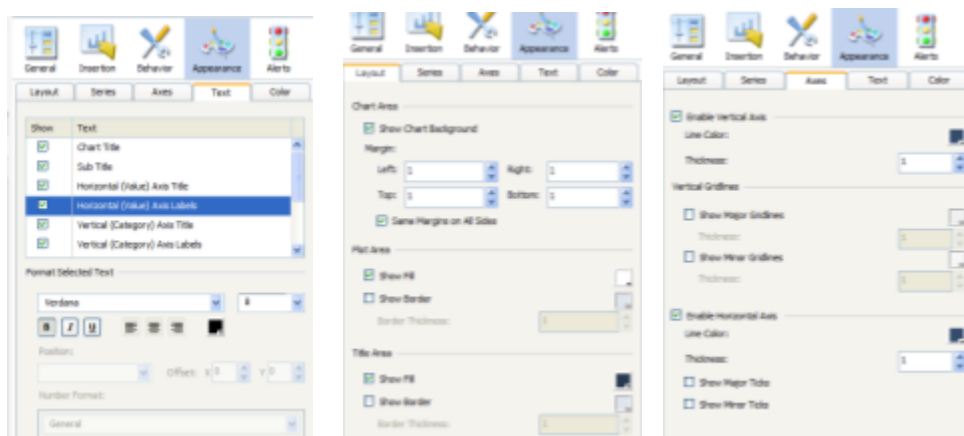 General Insertion Behavior Appearance Alerts
Layout Series Axes Text Color
Show Text
Chart Title
Sub Title
Horizontal (Value) Axis Title
Horizontal (Value) Axis Labels
Vertical (Category) Axis Title
Vertical (Category) Axis Labels
Format Selected Text
Verdana 8
B I U
Position:
Offset: X 0 Y 0
Number Format:
General
General Insertion Behavior Appearance Alerts
Layout Series Axes Text Color
Chart Area
Show Chart Background
Margin:
Left: 1 Right: 1
Top: 1 Bottom: 1
Same Margins on All Sides
Plot Area
Show Fill
Show Border
Border Thickness: 1
Title Area
Show Fill
Show Border
Border Thickness: 1
General Insertion Behavior Appearance Alerts
Layout Series Axes Text Color
Enable Vertical Axis
Line Color:
Thickness: 1
Vertical Gridlines
Show Major Gridlines
Thickness: 1
Show Minor Gridlines
Thickness: 1
Enable Horizontal Axis
Line Color:
Thickness: 1
Show Major Ticks
Show Minor Ticks